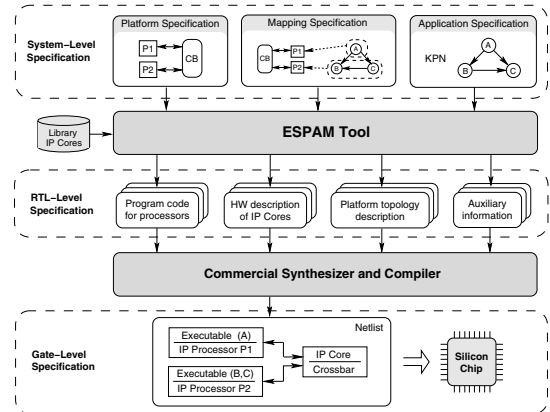 Platform Specification
Mapping Specification
Application Specification
System–Level
Specification
P1
P2
CB
CB
P1
P2
A
B
C
KPN
A
B
C
Library
IP Cores
ESPAM Tool
RTL–Level
Specification
Program code
for processors
HW description
of IP Cores
Platform topology
description
Auxiliary
information
Commercial Synthesizer and Compiler
Netlist
Gate–Level
Specification
Executable (A)
IP Processor P1
Executable (B,C)
IP Processor P2
IP Core
Crossbar
Silicon
Chip